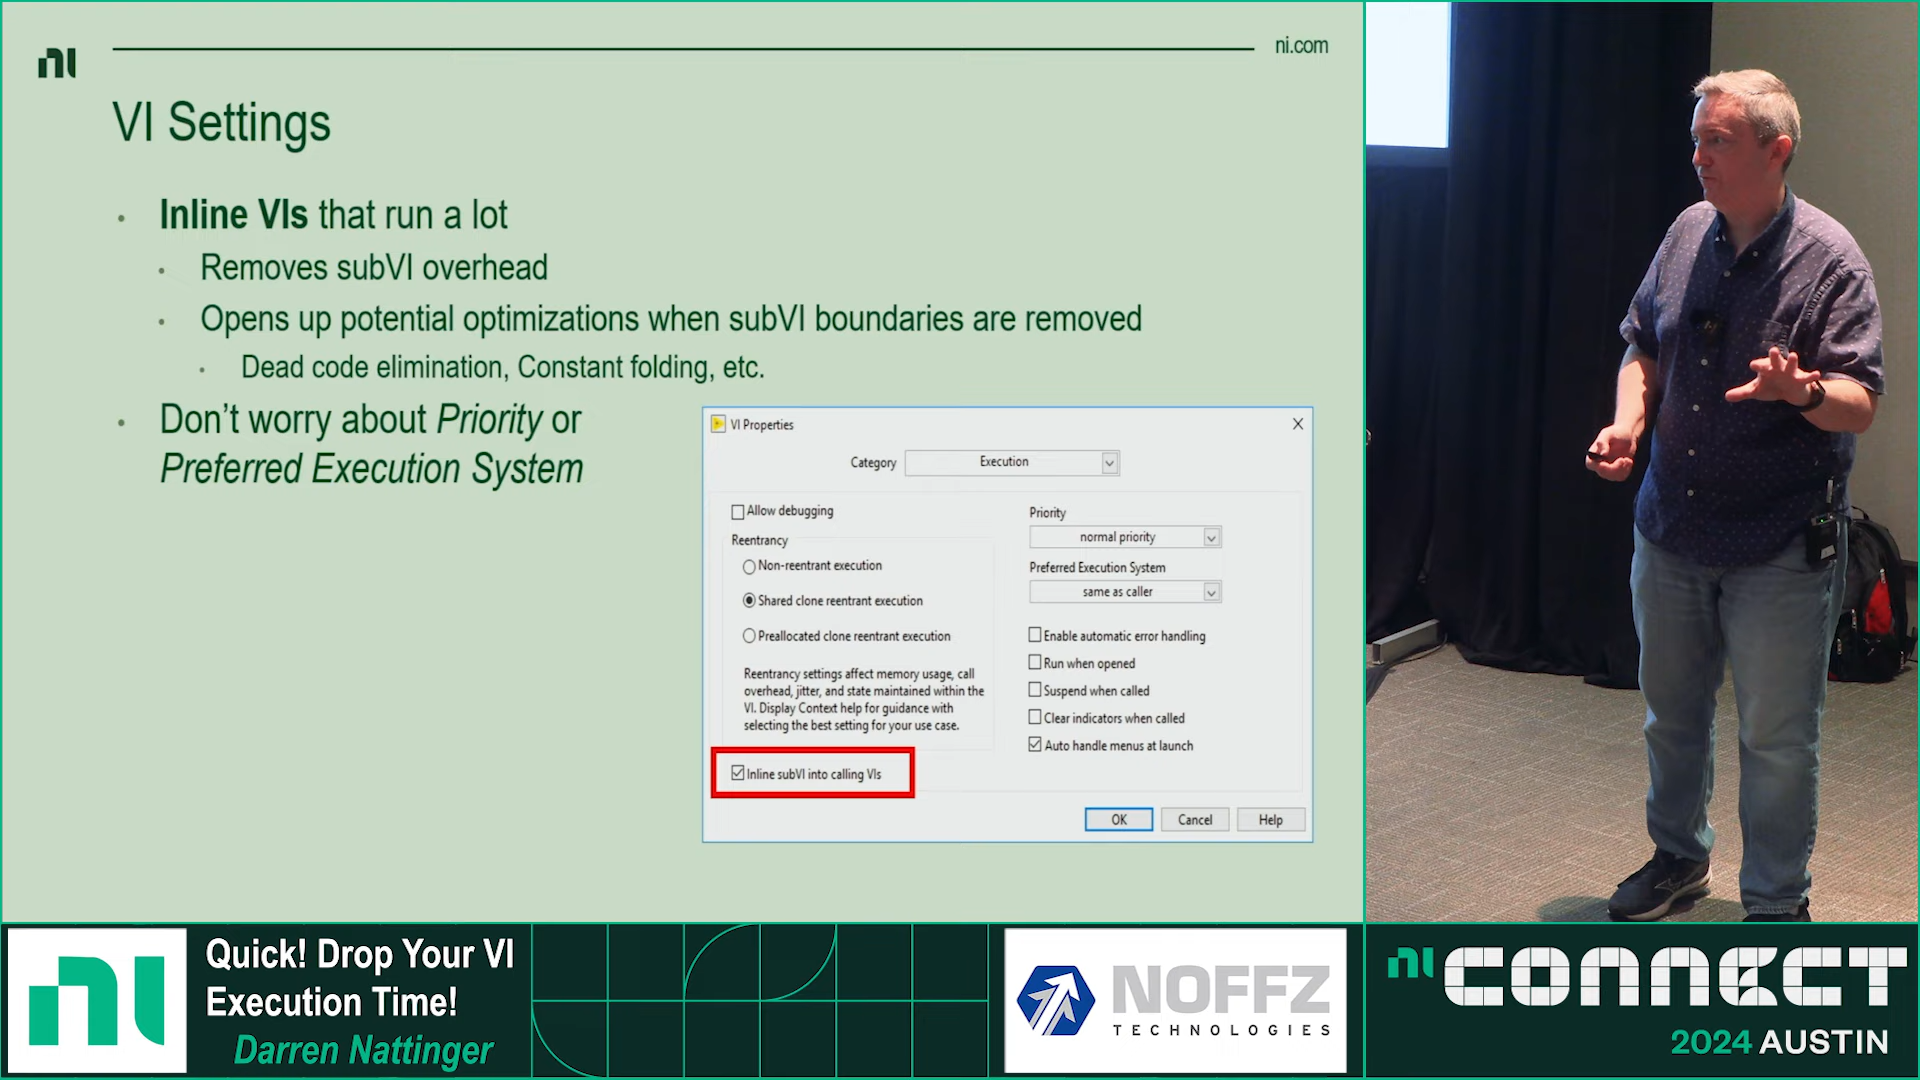 ni
ni.com
VI Settings
• Inline VIs that run a lot
• Removes subVI overhead
• Opens up potential optimizations when subVI boundaries are removed
• Dead code elimination, Constant folding, etc.
• Don't worry about Priority or
Preferred Execution System
VI Properties
Category Execution
Allow debugging
Reentrancy
Non-reentrant execution
Shared clone reentrant execution
Preallocated clone reentrant execution
Reentrancy settings affect memory usage, call
overhead, jitter, and state maintained within the
VI. Display Context help for guidance with
selecting the best setting for your use case.
Inline subVI into calling VIs
Priority
normal priority
Preferred Execution System
same as caller
Enable automatic error handling
Run when opened
Suspend when called
Clear indicators when called
Auto handle menus at launch
OK Cancel Help
ni
Quick! Drop Your VI
Execution Time!
Darren Nattinger
NOFFZ
TECHNOLOGIES
ni CONNECT
2024 AUSTIN